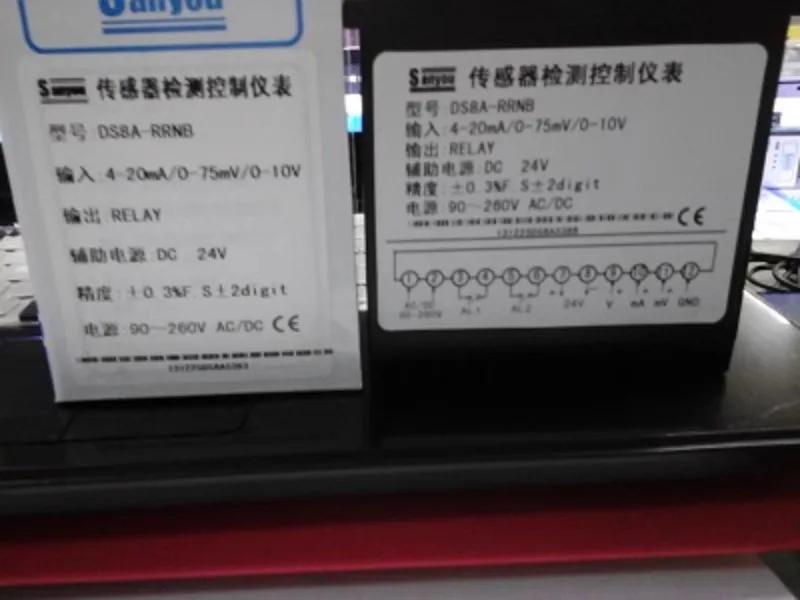 Sanyou
Sanyou 传感器检测控制仪表
型号:DS8A-RRNB
输入:4-20mA/0-75mV/0-10V
输出:RELAY
辅助电源:DC 24V
精度:±0.3%F.S±2digit
电源:90~260V AC/DC CE
Sanyou 传感器检测控制仪表
型号:DS8A-RRNB
输入:4-20mA/0-75mV/0-10V
输出:RELAY
辅助电源:DC 24V
精度:±0.3%F.S±2digit
电源:90~260V AC/DC CE
1 2 3 4 5 6 7 8 9 10 11 12
AC/DC
90-260V AL1 AL2 + 24V - V mA mV GND